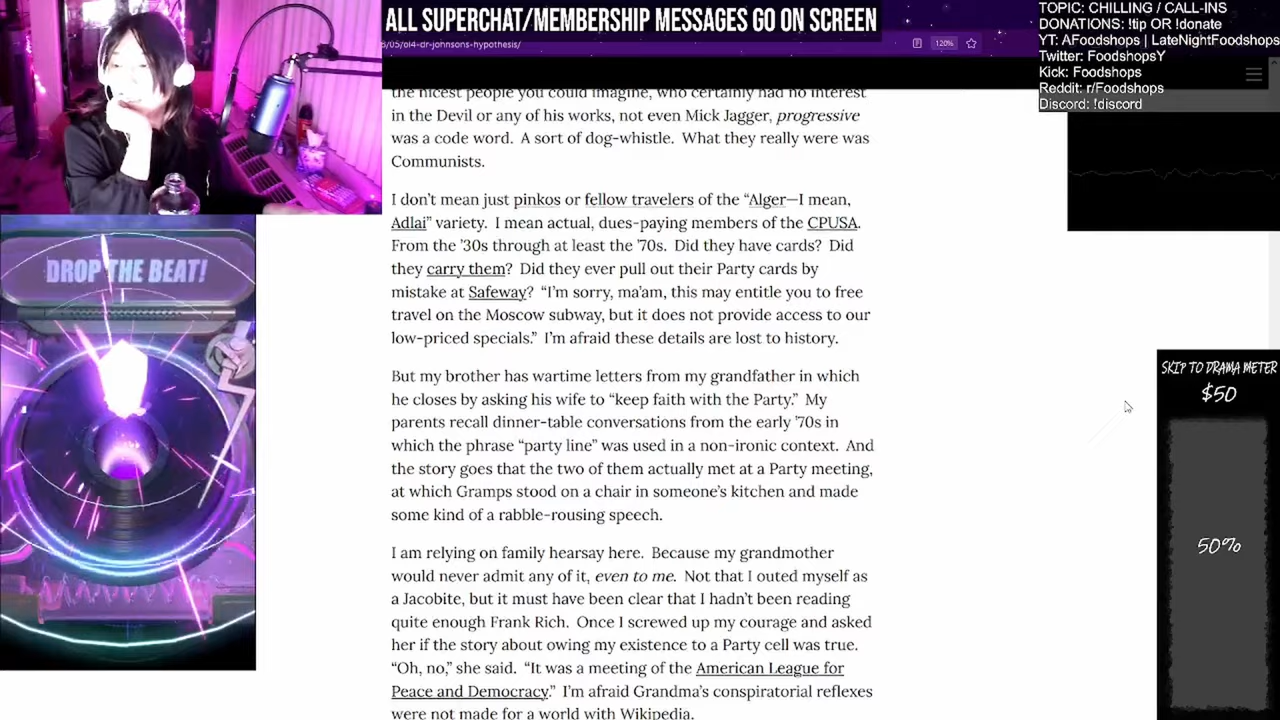 ALL SUPERCHAT/MEMBERSHIP MESSAGES GO ON SCREEN
/05/ol4-dr-johnsons-hypothesis/
120%
TOPIC: CHILLING / CALL-INS
DONATIONS: !tip OR !donate
YT: AFoodshops | LateNightFoodshops
Twitter: FoodshopsY
Kick: Foodshops
Reddit: r/Foodshops
Discord: !discord
DROP THE BEAT!
the nicest people you could imagine, who certainly had no interest
in the Devil or any of his works, not even Mick Jagger, progressive
was a code word. A sort of dog-whistle. What they really were was
Communists.
I don’t mean just pinkos or fellow travelers of the “Alger—I mean,
Adlai” variety. I mean actual, dues-paying members of the CPUSA.
From the ’30s through at least the ’70s. Did they have cards? Did
they carry them? Did they ever pull out their Party cards by
mistake at Safeway? “I’m sorry, ma’am, this may entitle you to free
travel on the Moscow subway, but it does not provide access to our
low-priced specials.” I’m afraid these details are lost to history.
But my brother has wartime letters from my grandfather in which
he closes by asking his wife to “keep faith with the Party.” My
parents recall dinner-table conversations from the early ’70s in
which the phrase “party line” was used in a non-ironic context. And
the story goes that the two of them actually met at a Party meeting,
at which Gramps stood on a chair in someone’s kitchen and made
some kind of a rabble-rousing speech.
I am relying on family hearsay here. Because my grandmother
would never admit any of it, even to me. Not that I outed myself as
a Jacobite, but it must have been clear that I hadn’t been reading
quite enough Frank Rich. Once I screwed up my courage and asked
her if the story about owing my existence to a Party cell was true.
“Oh, no,” she said. “It was a meeting of the American League for
Peace and Democracy.” I’m afraid Grandma’s conspiratorial reflexes
were not made for a world with Wikipedia.
SKIP TO DRAMA METER
$50
50%